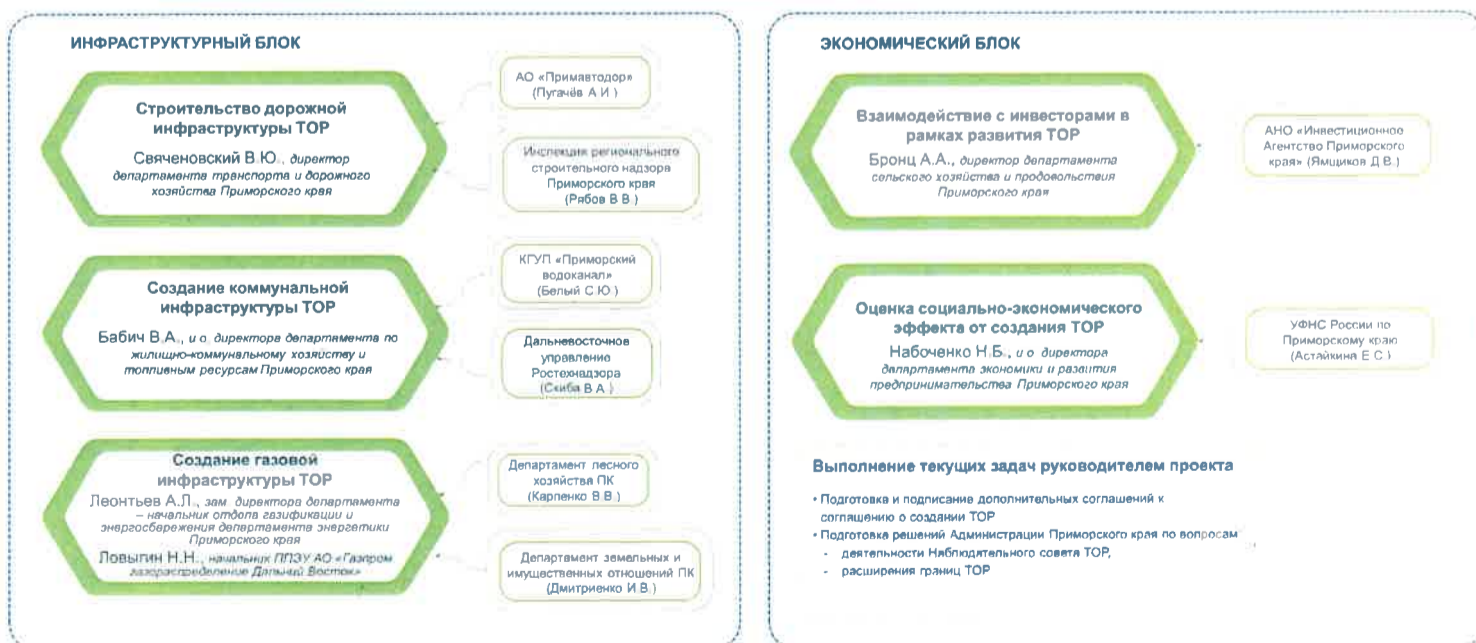 ИНФРАСТРУКТУРНЫЙ БЛОК
Строительство дорожной
инфраструктуры ТОР
Свяченовский В.Ю., директор
департамента транспорта и дорожного
хозяйства Приморского края
АО «Примавтодор»
(Пугачёв А.И.)
Инспекция регионального
строительного надзора
Приморского края
(Рябов В.В.)
Создание коммунальной
инфраструктуры ТОР
Бабич В.А., и.о. директора департамента по
жилищно-коммунальному хозяйству и
топливным ресурсам Приморского края
КГУП «Приморский
водоканал»
(Белый С.Ю.)
Дальневосточное
управление
Ростехнадзора
(Скиба В.А.)
Создание газовой
инфраструктуры ТОР
Леонтьев А.Л., зам. директора департамента
– начальник отдела газификации и
энергосбережения департамента энергетики
Приморского края
Ловыгин Н.Н., начальник ППЗУ АО «Газпром
газораспределение Дальний Восток»
Департамент лесного
хозяйства ПК
(Карпенко В.В.)
Департамент земельных и
имущественных отношений ПК
(Дмитриенко И.В.)
ЭКОНОМИЧЕСКИЙ БЛОК
Взаимодействие с инвесторами в
рамках развития ТОР
Бронц А.А., директор департамента
сельского хозяйства и продовольствия
Приморского края
АНО «Инвестиционное
Агентство Приморского
края» (Ямщиков Д.В.)
Оценка социально-экономического
эффекта от создания ТОР
Набоченко Н.Б., и.о. директора
департамента экономики и развития
предпринимательства Приморского края
УФНС России по
Приморскому краю
(Астайкина Е.С.)
Выполнение текущих задач руководителем проекта
• Подготовка и подписание дополнительных соглашений к
соглашению о создании ТОР
• Подготовка решений Администрации Приморского края по вопросам
- деятельности Наблюдательного совета ТОР,
- расширения границ ТОР